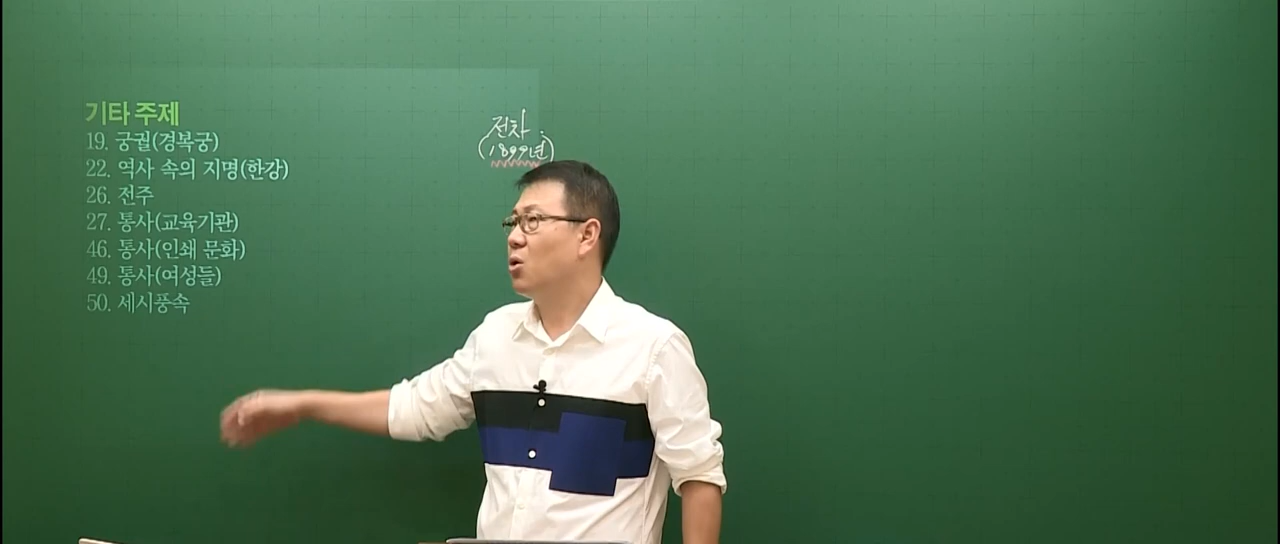 기타 주제
19. 궁궐(경복궁)
22. 역사 속의 지명(한강)
26. 전주
27. 통사(교육기관)
46. 통사(인쇄 문화)
49. 통사(여성들)
50. 세시풍속
전차
(1899년)